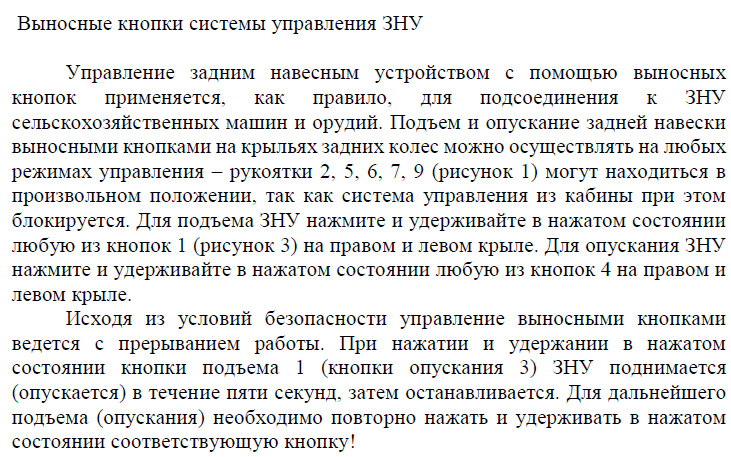 Выносные кнопки системы управления ЗНУ
Управление задним навесным устройством с помощью выносных
кнопок применяется, как правило, для подсоединения к ЗНУ
сельскохозяйственных машин и орудий. Подъем и опускание задней навески
выносными кнопками на крыльях задних колес можно осуществлять на любых
режимах управления – рукоятки 2, 5, 6, 7, 9 (рисунок 1) могут находиться в
произвольном положении, так как система управления из кабины при этом
блокируется. Для подъема ЗНУ нажмите и удерживайте в нажатом состоянии
любую из кнопок 1 (рисунок 3) на правом и левом крыле. Для опускания ЗНУ
нажмите и удерживайте в нажатом состоянии любую из кнопок 4 на правом и
левом крыле.
Исходя из условий безопасности управление выносными кнопками
ведется с прерыванием работы. При нажатии и удержании в нажатом
состоянии кнопки подъема 1 (кнопки опускания 3) ЗНУ поднимается
(опускается) в течение пяти секунд, затем останавливается. Для дальнейшего
подъема (опускания) необходимо повторно нажать и удерживать в нажатом
состоянии соответствующую кнопку!